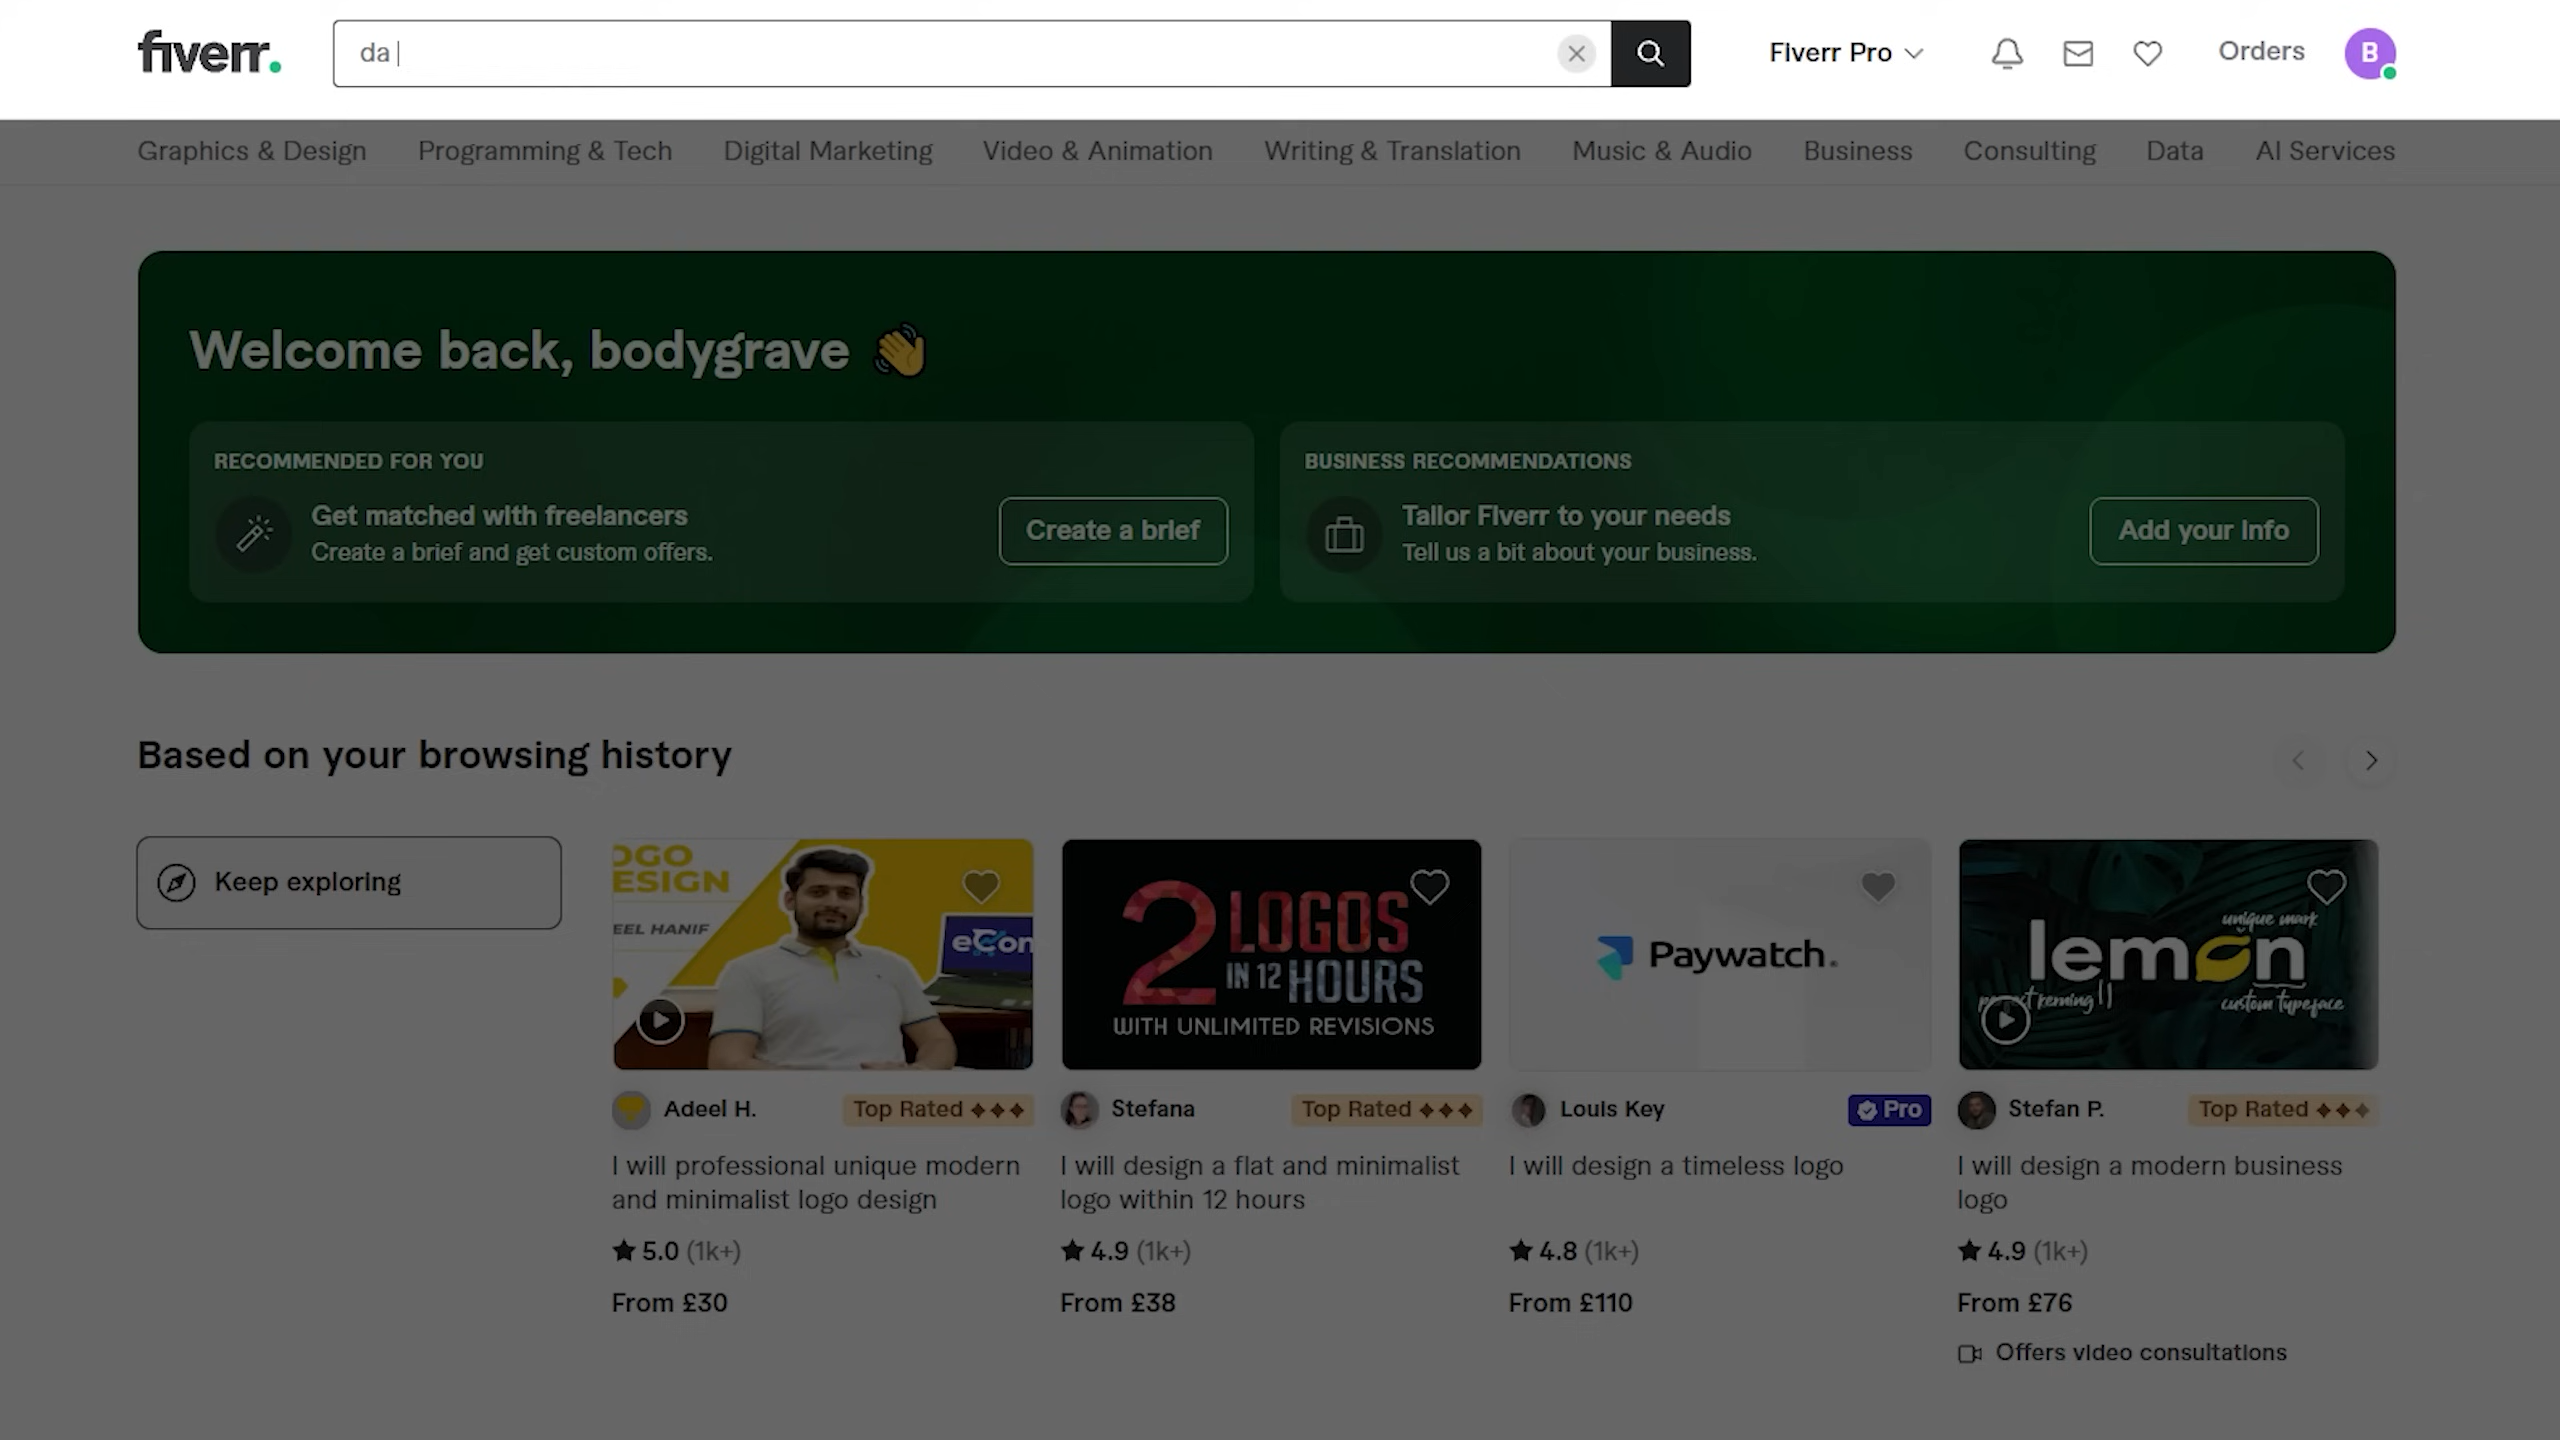 fiverr.
da
Fiverr Pro
Orders
B
Graphics & Design
Programming & Tech
Digital Marketing
Video & Animation
Writing & Translation
Music & Audio
Business
Consulting
Data
AI Services
Welcome back, bodygrave
RECOMMENDED FOR YOU
Get matched with freelancers
Create a brief and get custom offers.
Create a brief
BUSINESS RECOMMENDATIONS
Tailor Fiverr to your needs
Tell us a bit about your business.
Add your info
Based on your browsing history
Keep exploring
OGO
ESIGN
EEL HANIF
eCon
2 LOGOS
IN 12 HOURS
WITH UNLIMITED REVISIONS
Paywatch
unique mark
lemon
perfect kerning
custom typeface
Adeel H.
Top Rated
I will professional unique modern
and minimalist logo design
5.0 (1k+)
From £30
Stefana
Top Rated
I will design a flat and minimalist
logo within 12 hours
4.9 (1k+)
From £38
Louis Key
Pro
I will design a timeless logo
4.8 (1k+)
From £110
Stefan P.
Top Rated
I will design a modern business
logo
4.9 (1k+)
From £76
Offers video consultations